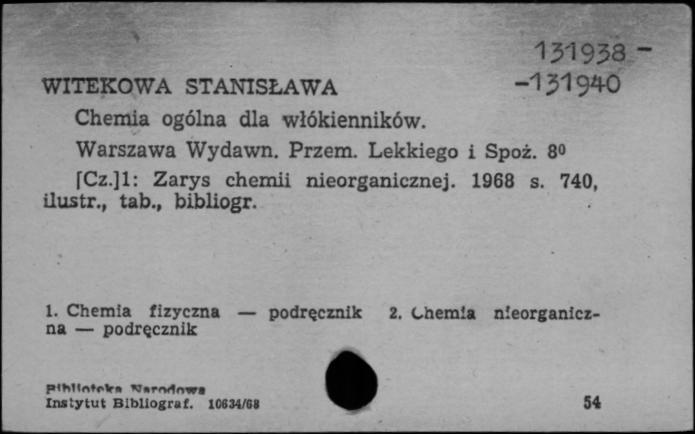 131938 -
WITEKOWA STANISŁAWA
-131940
Chemia ogólna dla włókienników.
Warszawa Wydawn. Przem. Lekkiego i Spoż. 8⁰
[Cz.]1: Zarys chemii nieorganicznej. 1968 s. 740,
ilustr., tab., bibliogr.
1. Chemia fizyczna — podręcznik 2. Chemia nieorganicz-
na — podręcznik
Biblioteka Narodowa
Instytut Bibliograf. 10634/68 54